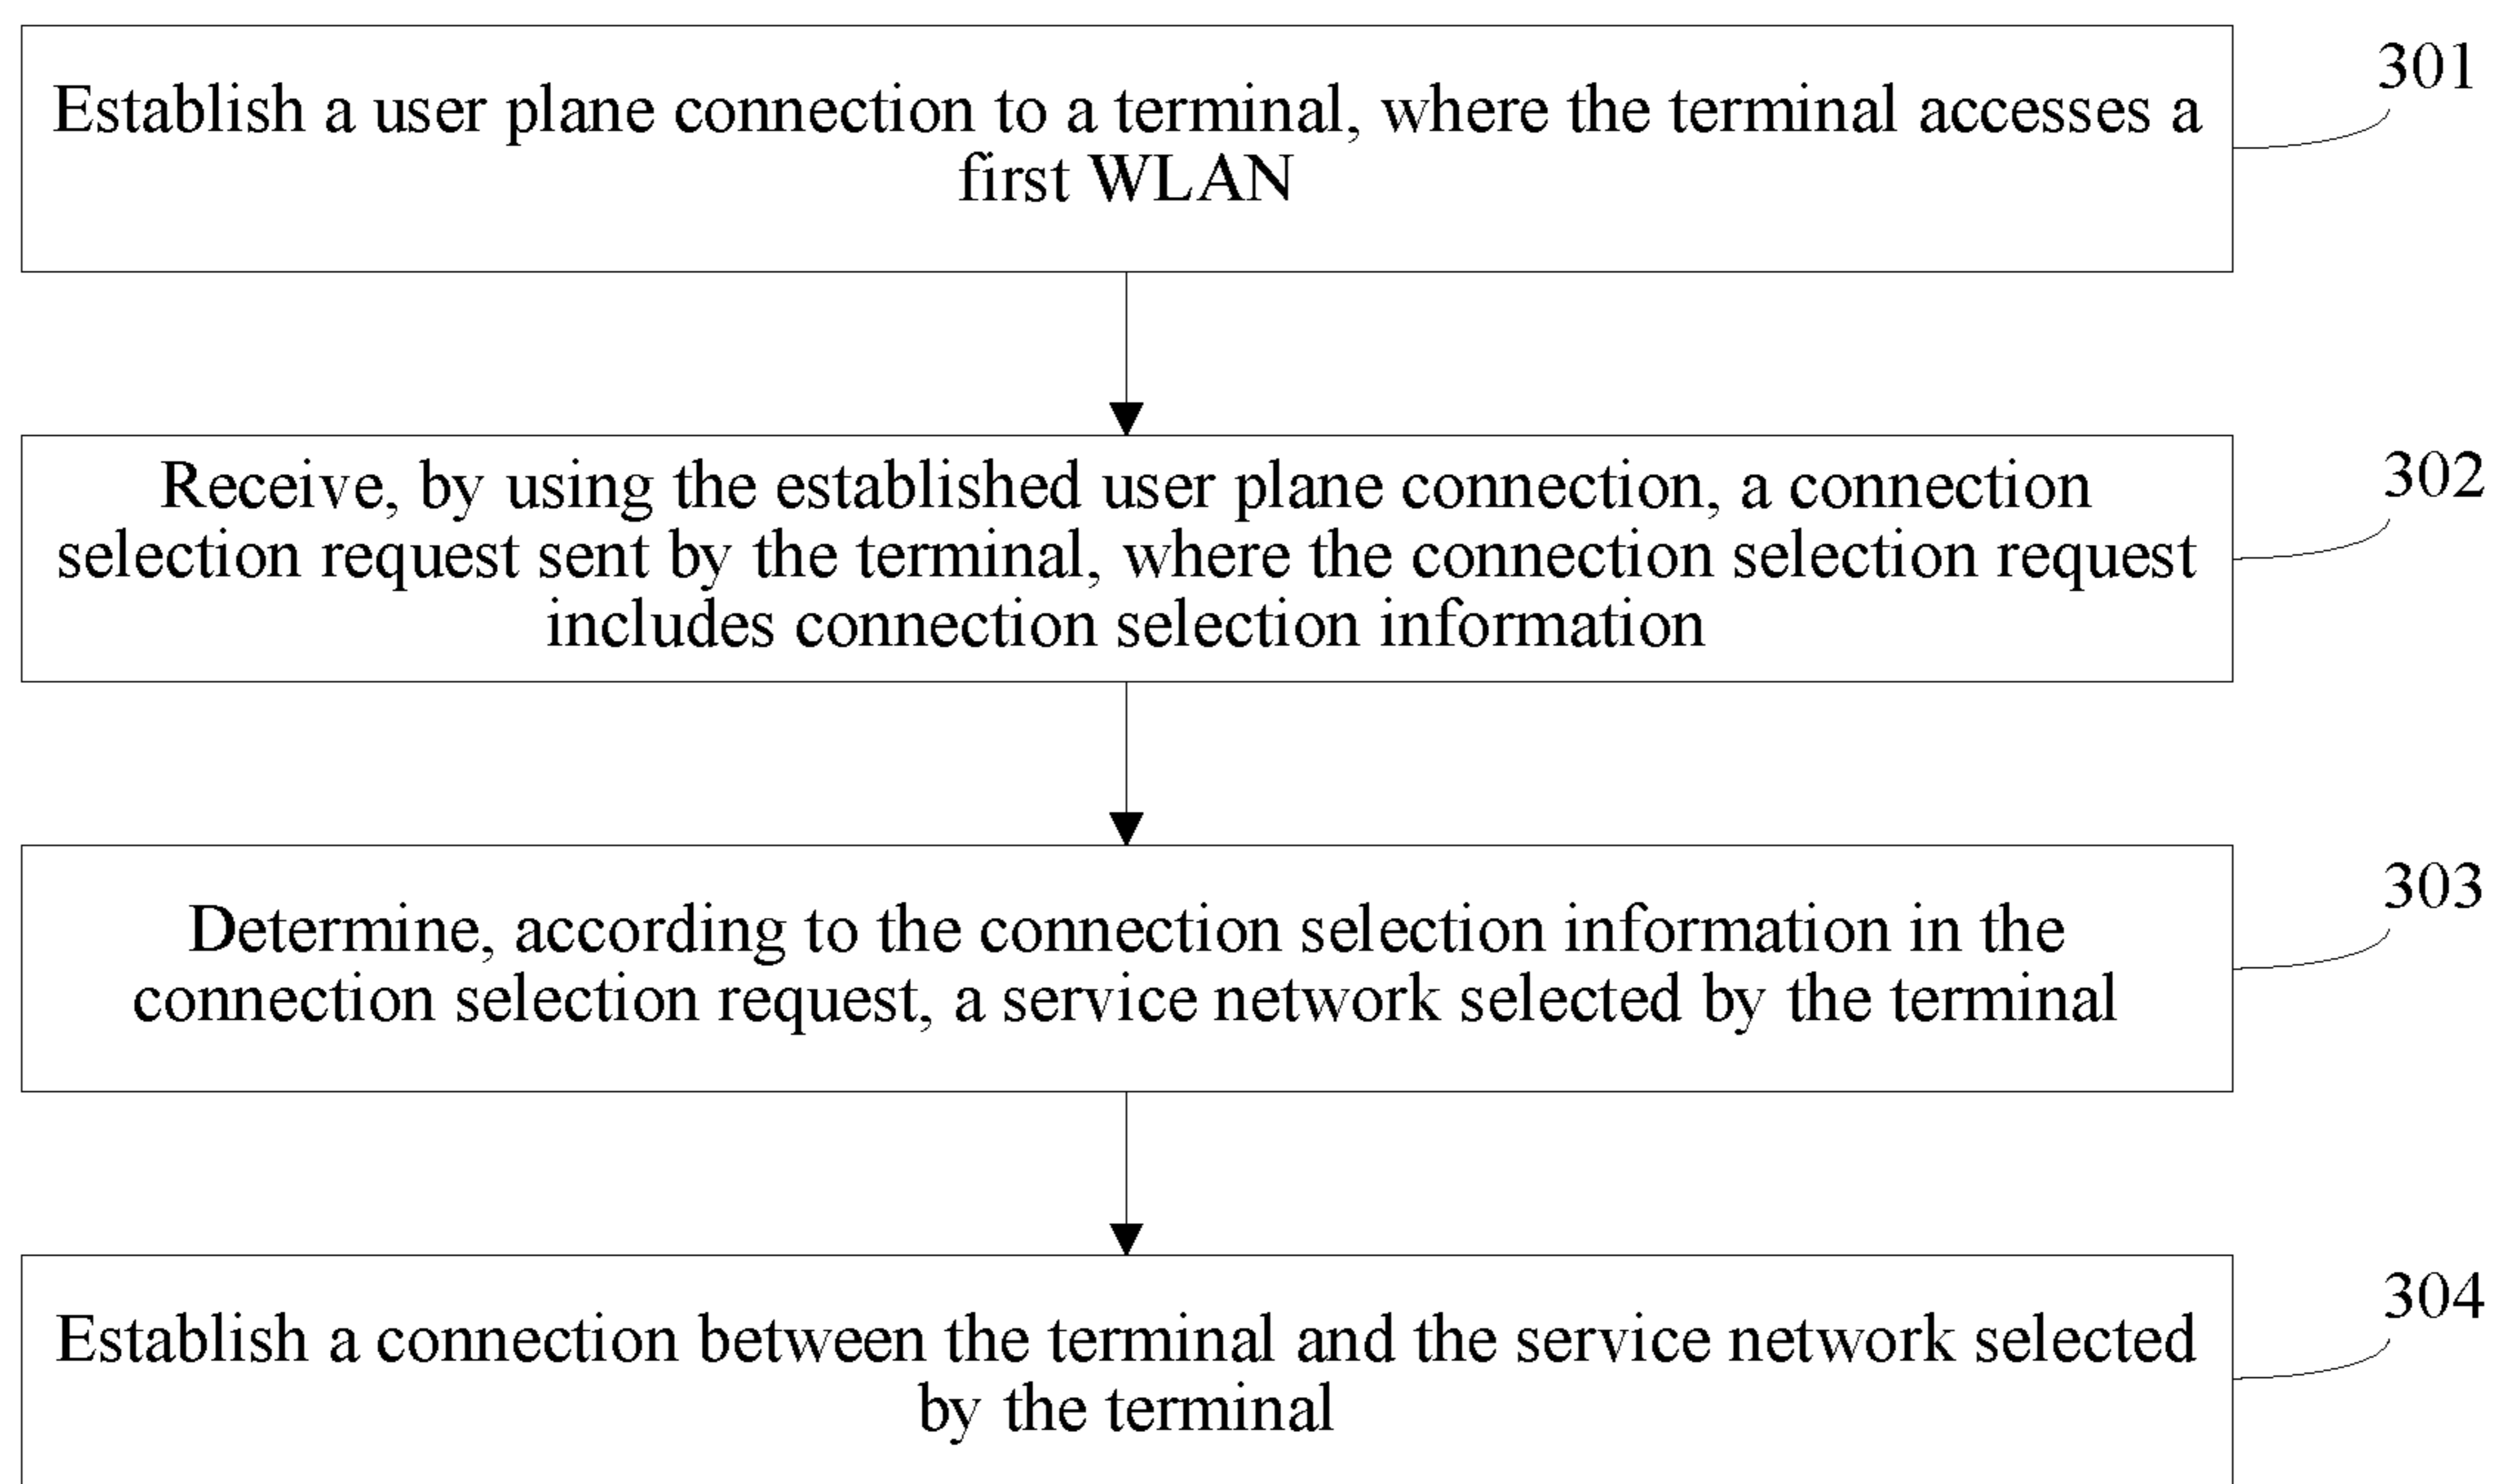 Establish a user plane connection to a terminal, where the terminal accesses a
first WLAN
301
Receive, by using the established user plane connection, a connection
selection request sent by the terminal, where the connection selection request
includes connection selection information
302
Determine, according to the connection selection information in the
connection selection request, a service network selected by the terminal
303
Establish a connection between the terminal and the service network selected
by the terminal
304